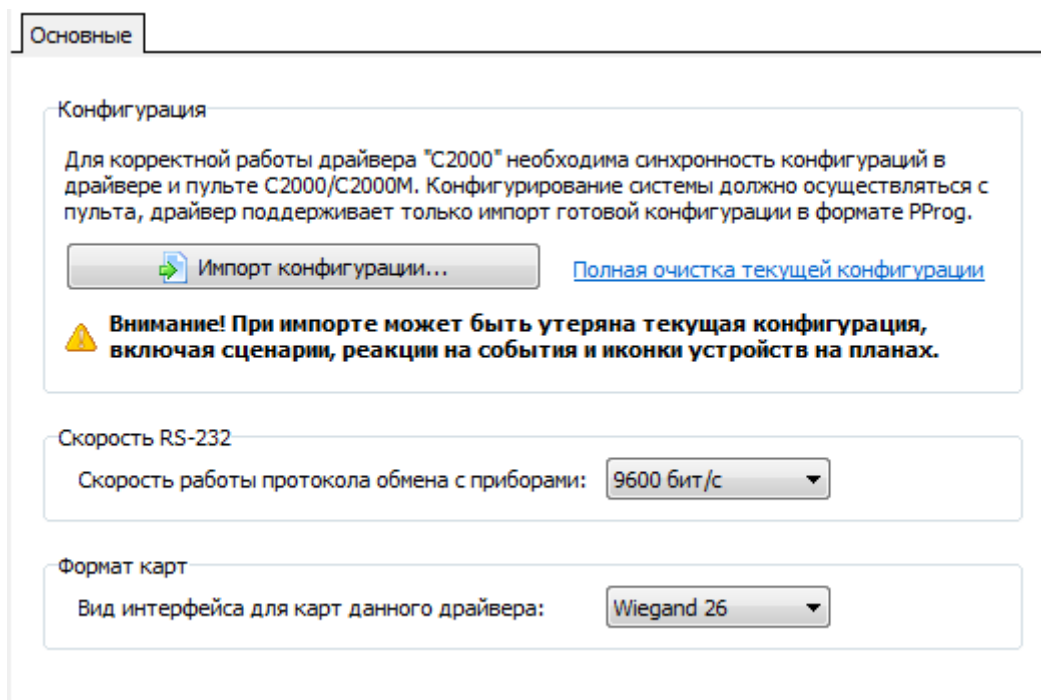 Основные
Конфигурация
Для корректной работы драйвера "С2000" необходима синхронность конфигураций в
драйвере и пульте С2000/С2000М. Конфигурирование системы должно осуществляться с
пульта, драйвер поддерживает только импорт готовой конфигурации в формате PProg.
Импорт конфигурации...
Полная очистка текущей конфигурации
Внимание! При импорте может быть утеряна текущая конфигурация,
включая сценарии, реакции на события и иконки устройств на планах.
Скорость RS-232
Скорость работы протокола обмена с приборами:
9600 бит/с
Формат карт
Вид интерфейса для карт данного драйвера:
Wiegand 26